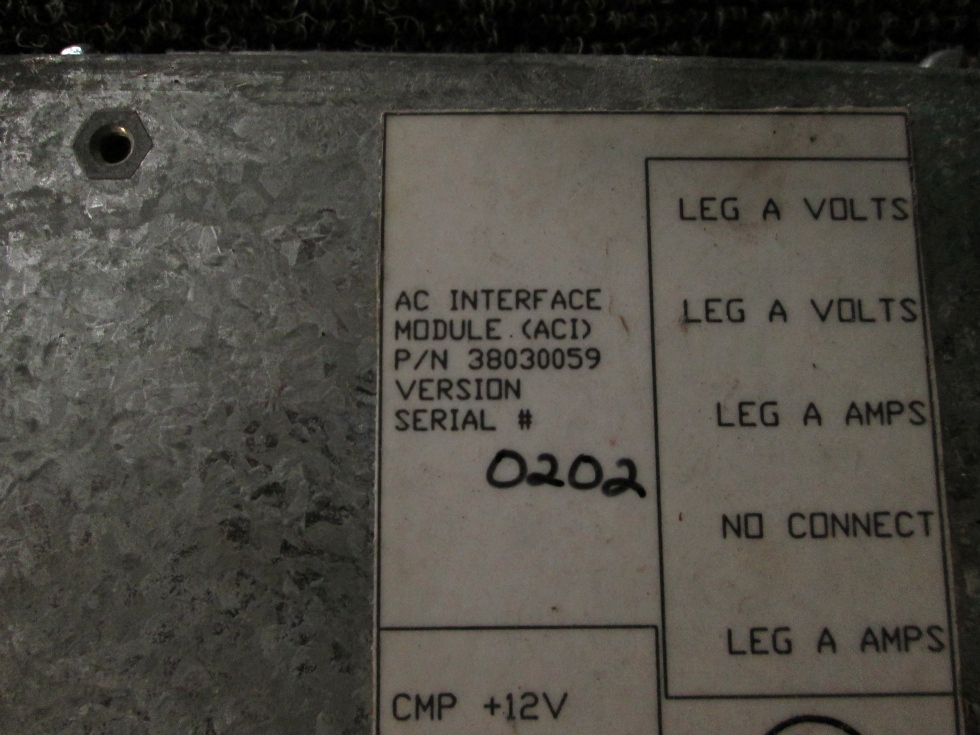 AC INTERFACE
MODULE (ACI)
P/N 38030059
VERSION
SERIAL #
0202
CMP +12V
LEG A VOLTS
LEG A VOLTS
LEG A AMPS
NO CONNECT
LEG A AMPS